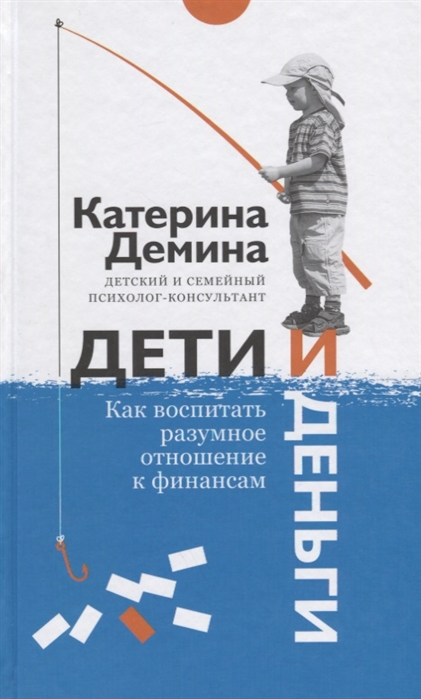 Катерина
Демина
ДЕТСКИЙ И СЕМЕЙНЫЙ
ПСИХОЛОГ-КОНСУЛЬТАНТ
ДЕТИ И
ДЕНЬГИ
Как воспитать
разумное
отношение
к финансам